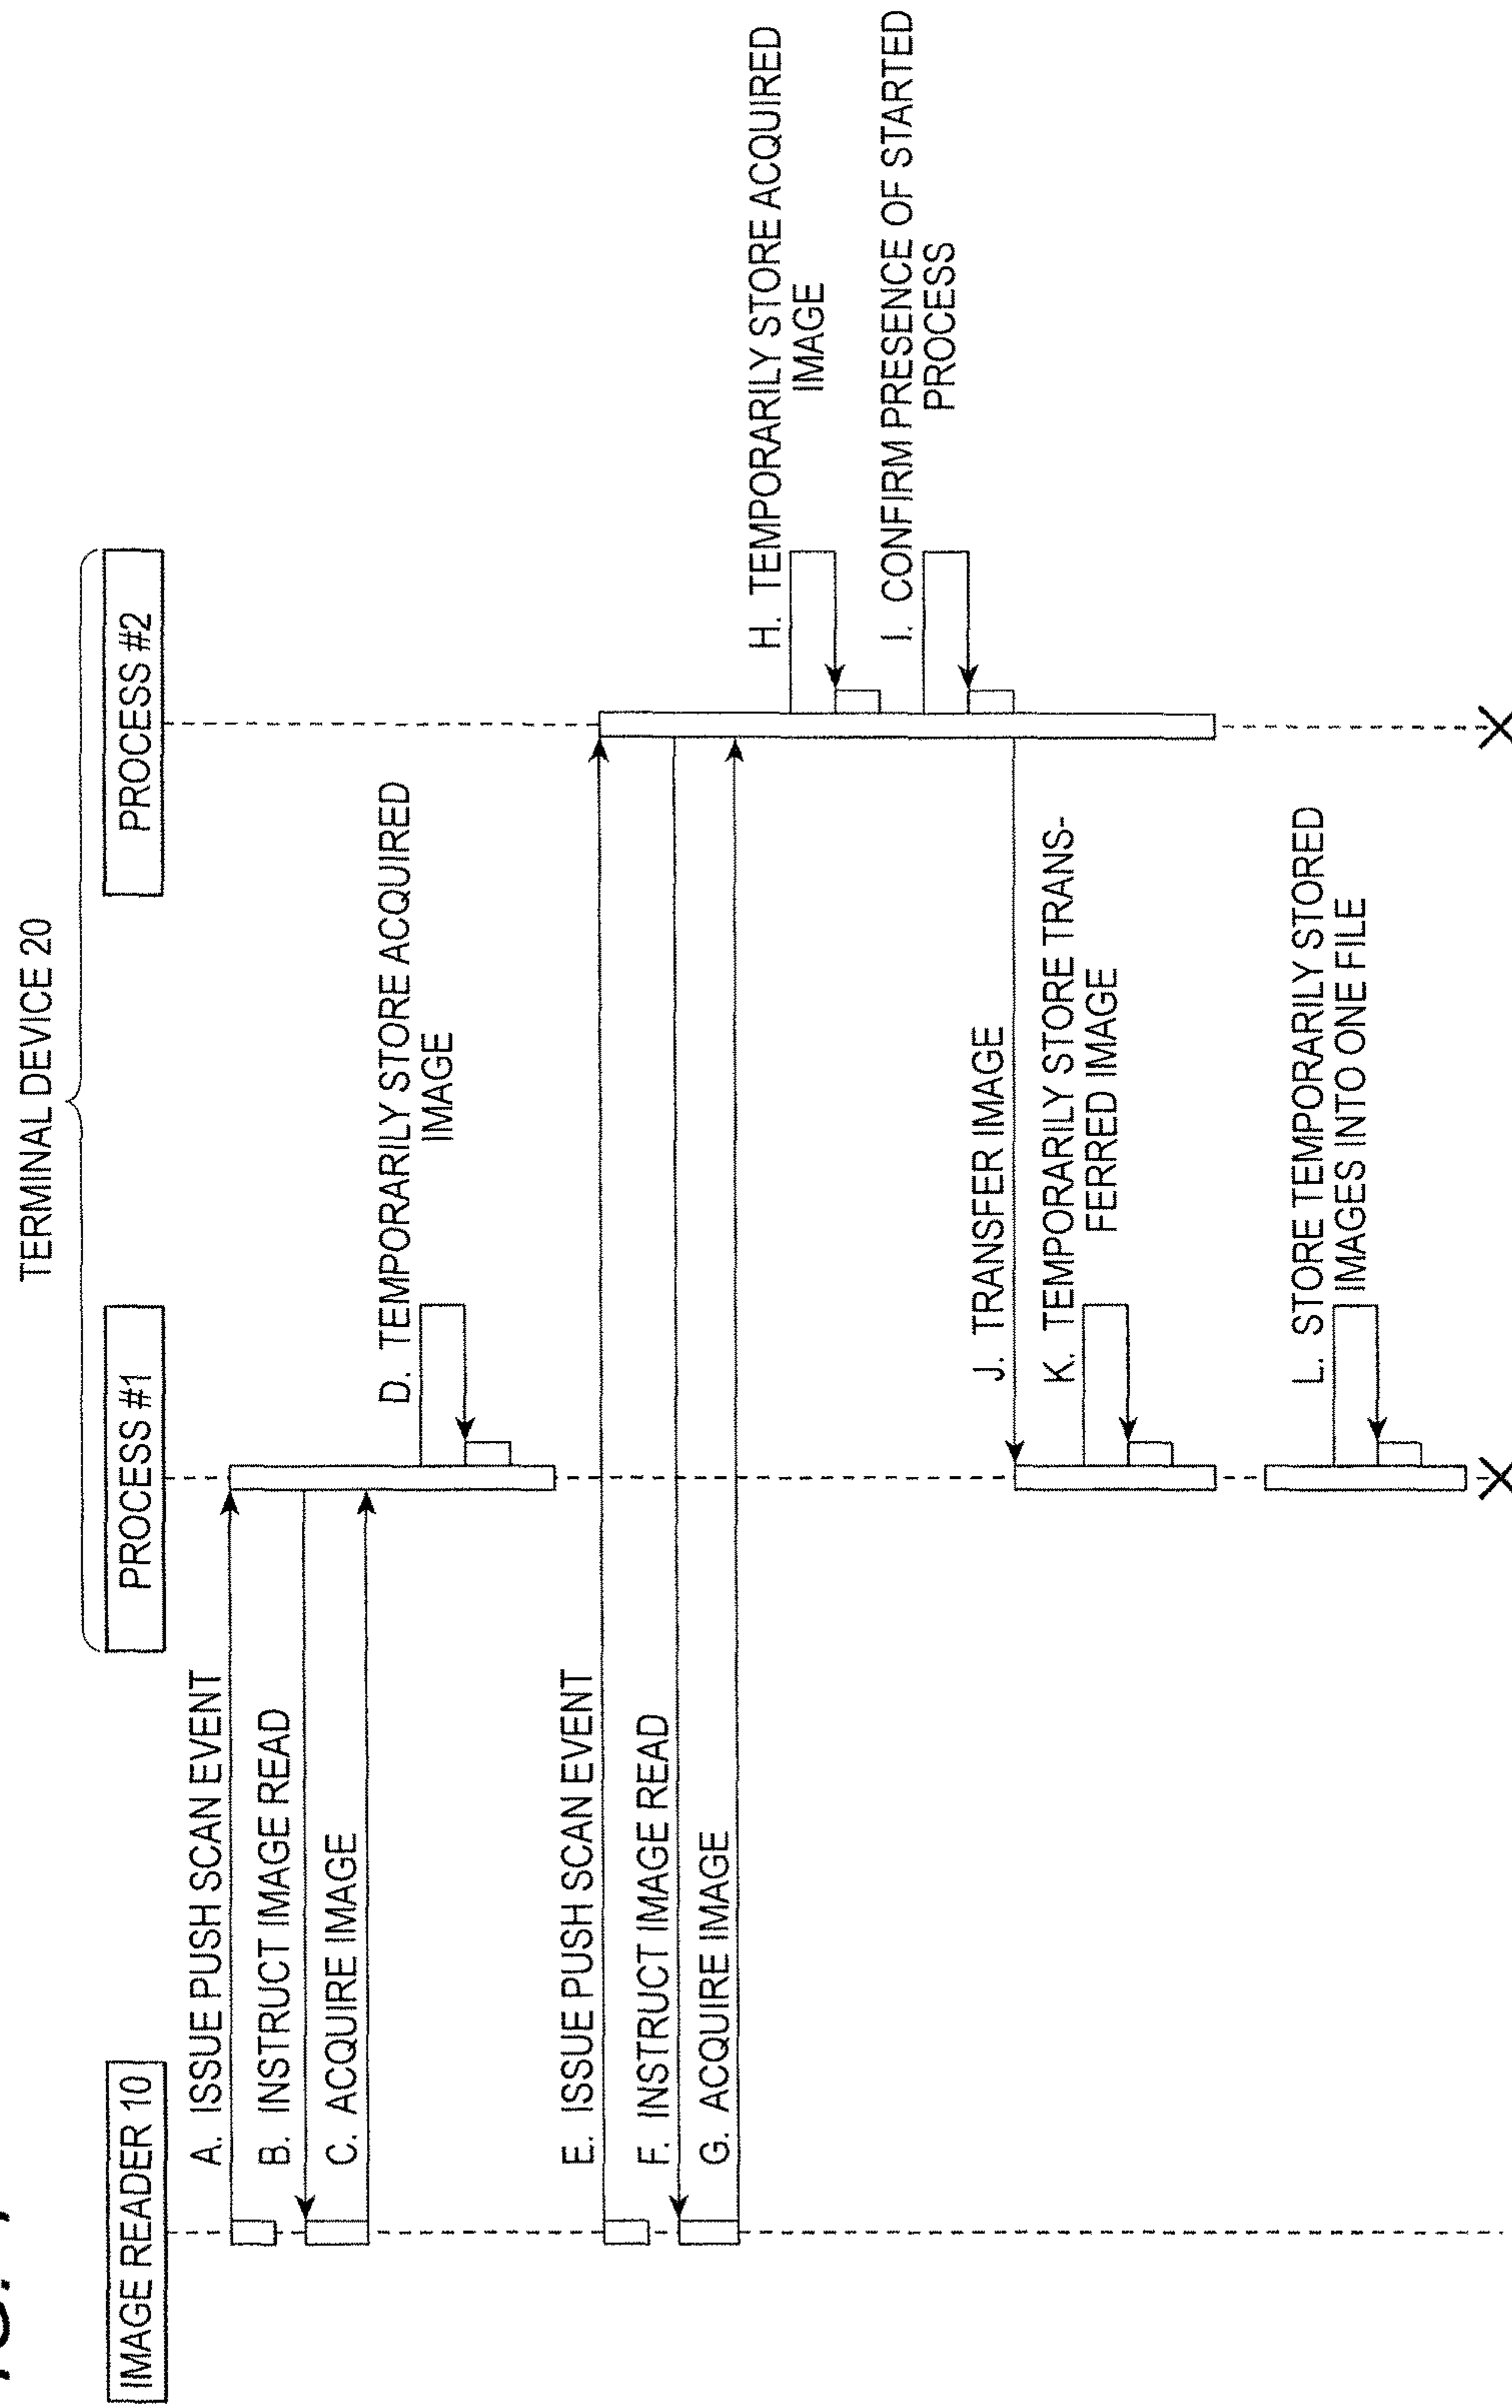 TERMINAL DEVICE 20
IMAGE READER 10
PROCESS #1
PROCESS #2
A. ISSUE PUSH SCAN EVENT
B. INSTRUCT IMAGE READ
C. ACQUIRE IMAGE
D. TEMPORARILY STORE ACQUIRED
IMAGE
E. ISSUE PUSH SCAN EVENT
F. INSTRUCT IMAGE READ
G. ACQUIRE IMAGE
H. TEMPORARILY STORE ACQUIRED
IMAGE
I. CONFIRM PRESENCE OF STARTED
PROCESS
J. TRANSFER IMAGE
K. TEMPORARILY STORE TRANS-
FERRED IMAGE
L. STORE TEMPORARILY STORED
IMAGES INTO ONE FILE